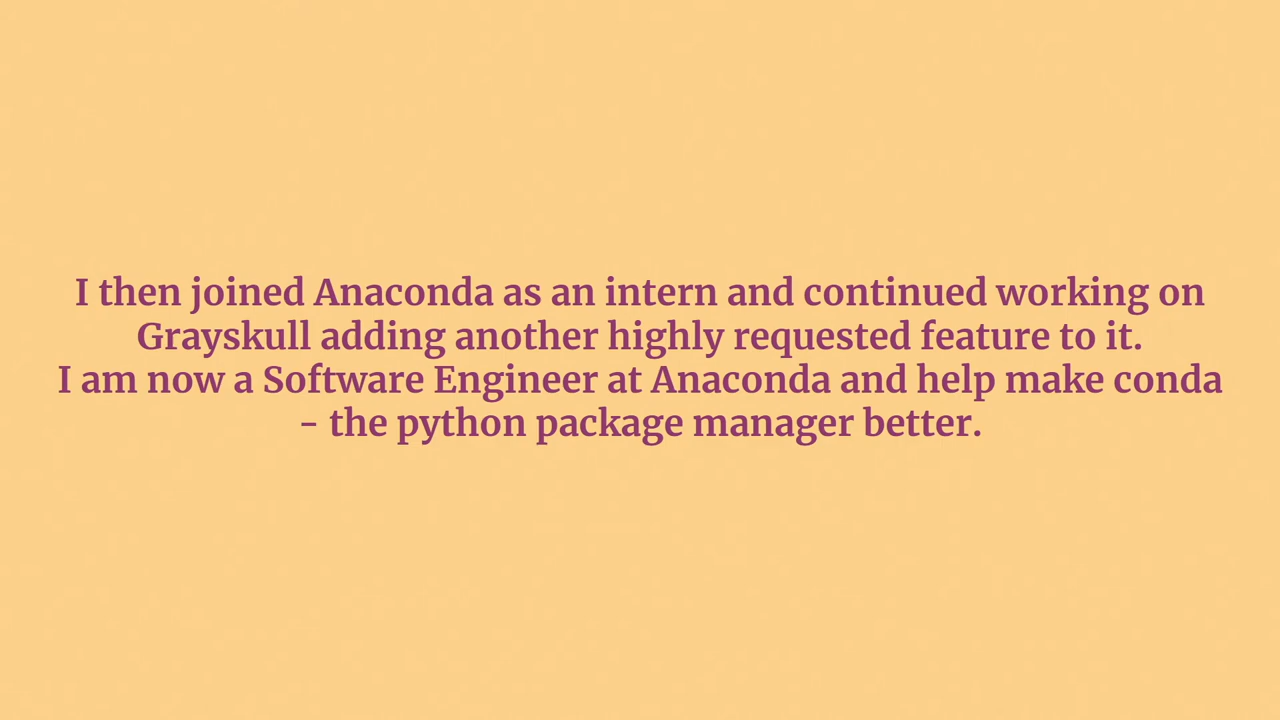 I then joined Anaconda as an intern and continued working on
Grayskull adding another highly requested feature to it.
I am now a Software Engineer at Anaconda and help make conda
- the python package manager better.